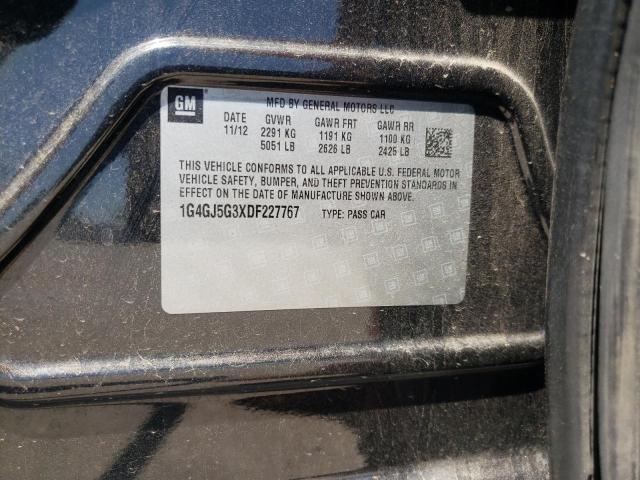 GM
MFD BY GENERAL MOTORS LLC
DATE GVWR GAWR FRT GAWR RR
11/12 2291 KG 1191 KG 1100 KG
5051 LB 2626 LB 2425 LB
THIS VEHICLE CONFORMS TO ALL APPLICABLE U.S. FEDERAL MOTOR
VEHICLE SAFETY, BUMPER, AND THEFT PREVENTION STANDARDS IN
EFFECT ON THE DATE OF MANUFACTURE SHOWN ABOVE.
1G4GJ5G3XDF227767 TYPE: PASS CAR